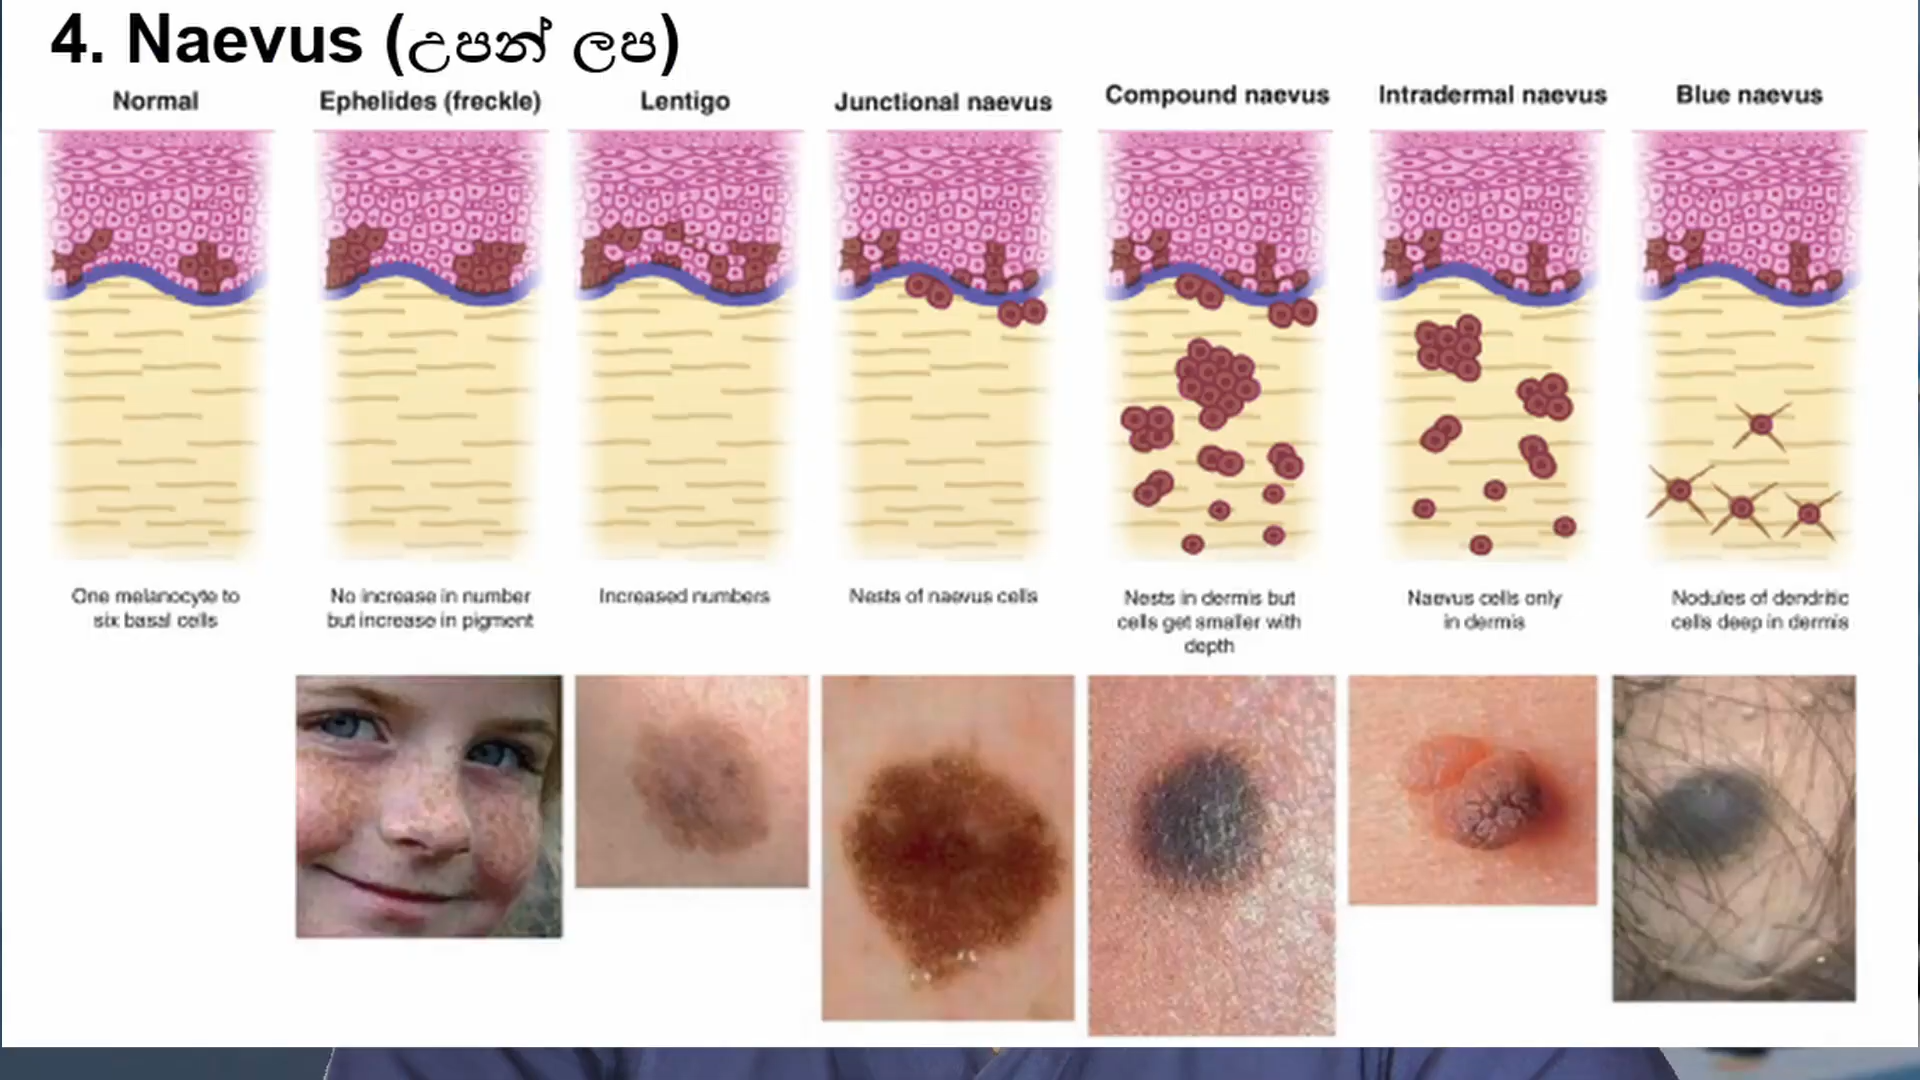 4. Naevus (උපන් ලප)
Normal
Ephelides (freckle)
Lentigo
Junctional naevus
Compound naevus
Intradermal naevus
Blue naevus
One melanocyte to
six basal cells
No increase in number
but increase in pigment
Increased numbers
Nests of naevus cells
Nests in dermis but
cells get smaller with
depth
Naevus cells only
in dermis
Nodules of dendritic
cells deep in dermis